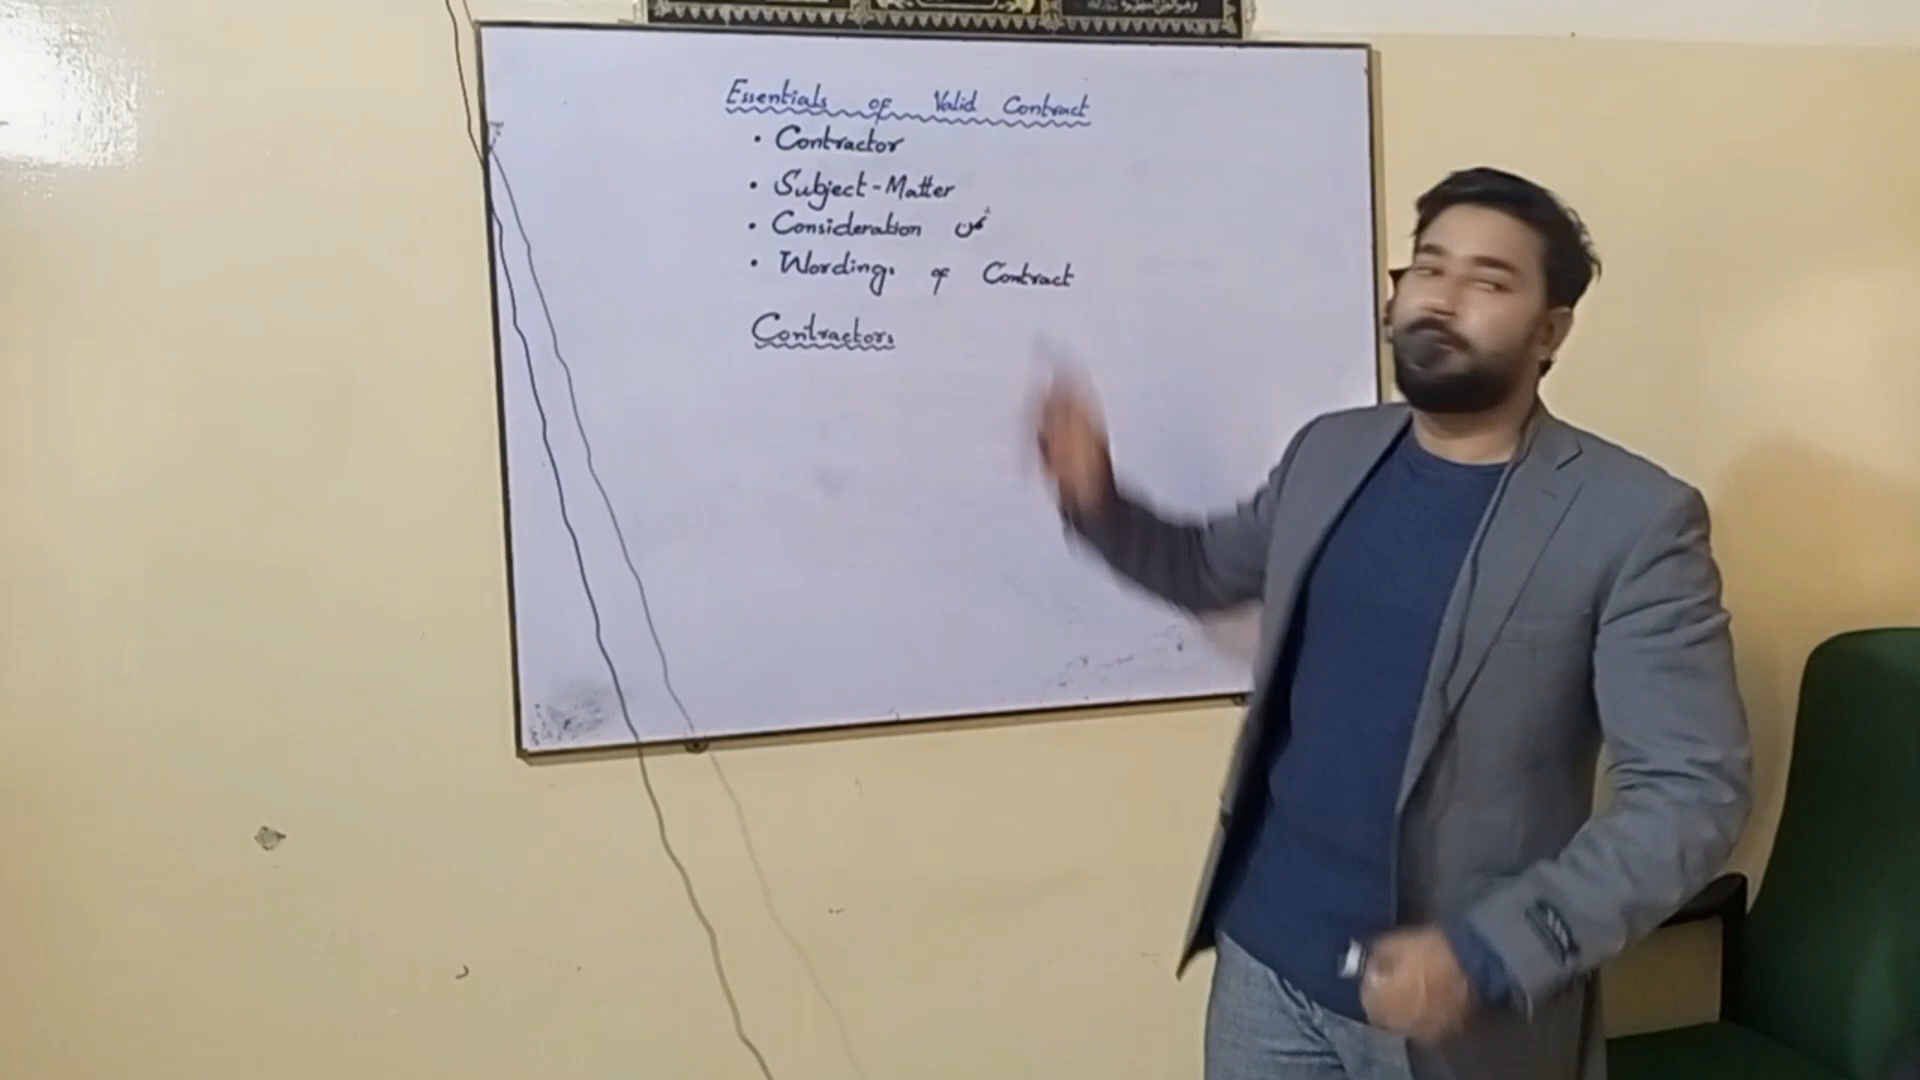 Essentials of Valid Contract
• Contractor
• Subject-Matter
• Consideration ثمن
• Wordings of Contract
Contractors